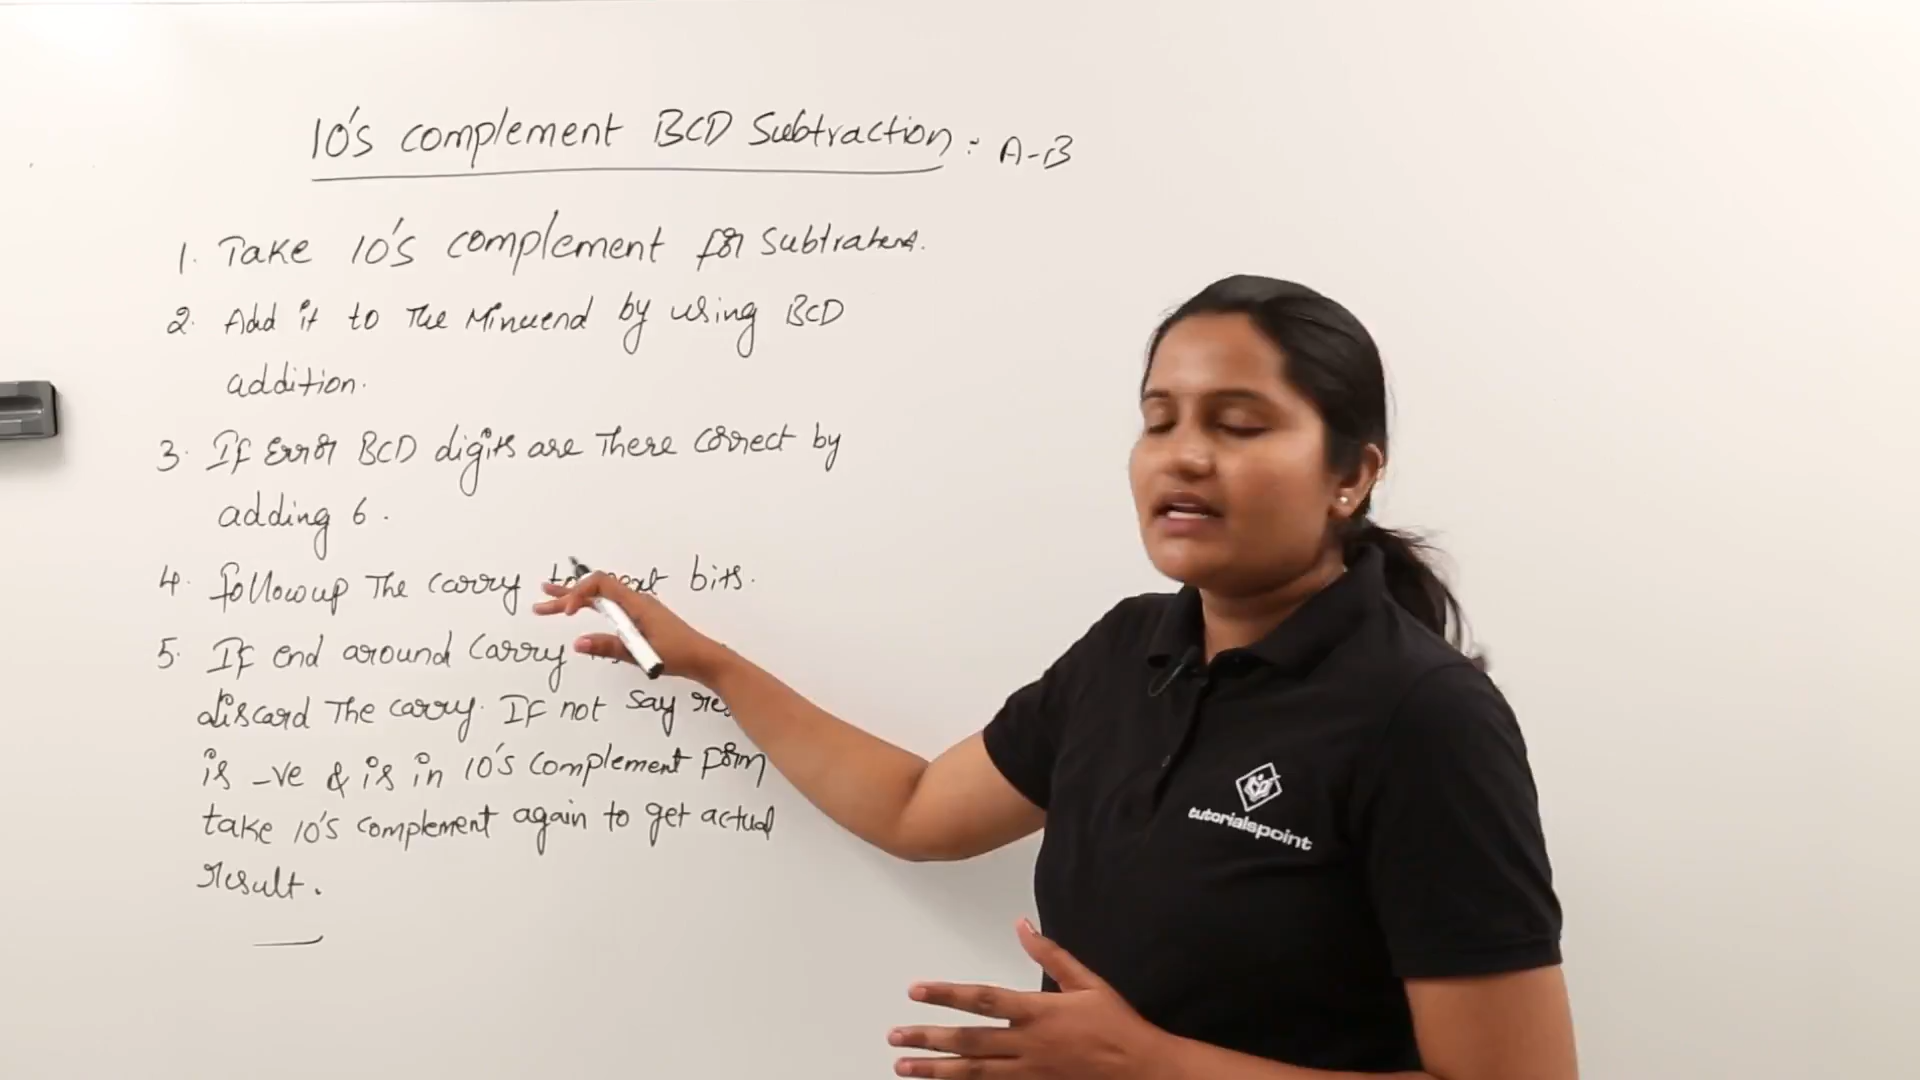 10's complement BCD Subtraction : A-B
1. Take 10's complement for Subtrahend.
2. Add it to The Minuend by using BCD
addition.
3. If Error BCD digits are There correct by
adding 6.
4. followup The carry to next bits.
5. If end around carry
discard The carry. If not say
is -ve & is in 10's complement form
take 10's complement again to get actual
result.
tutorialspoint